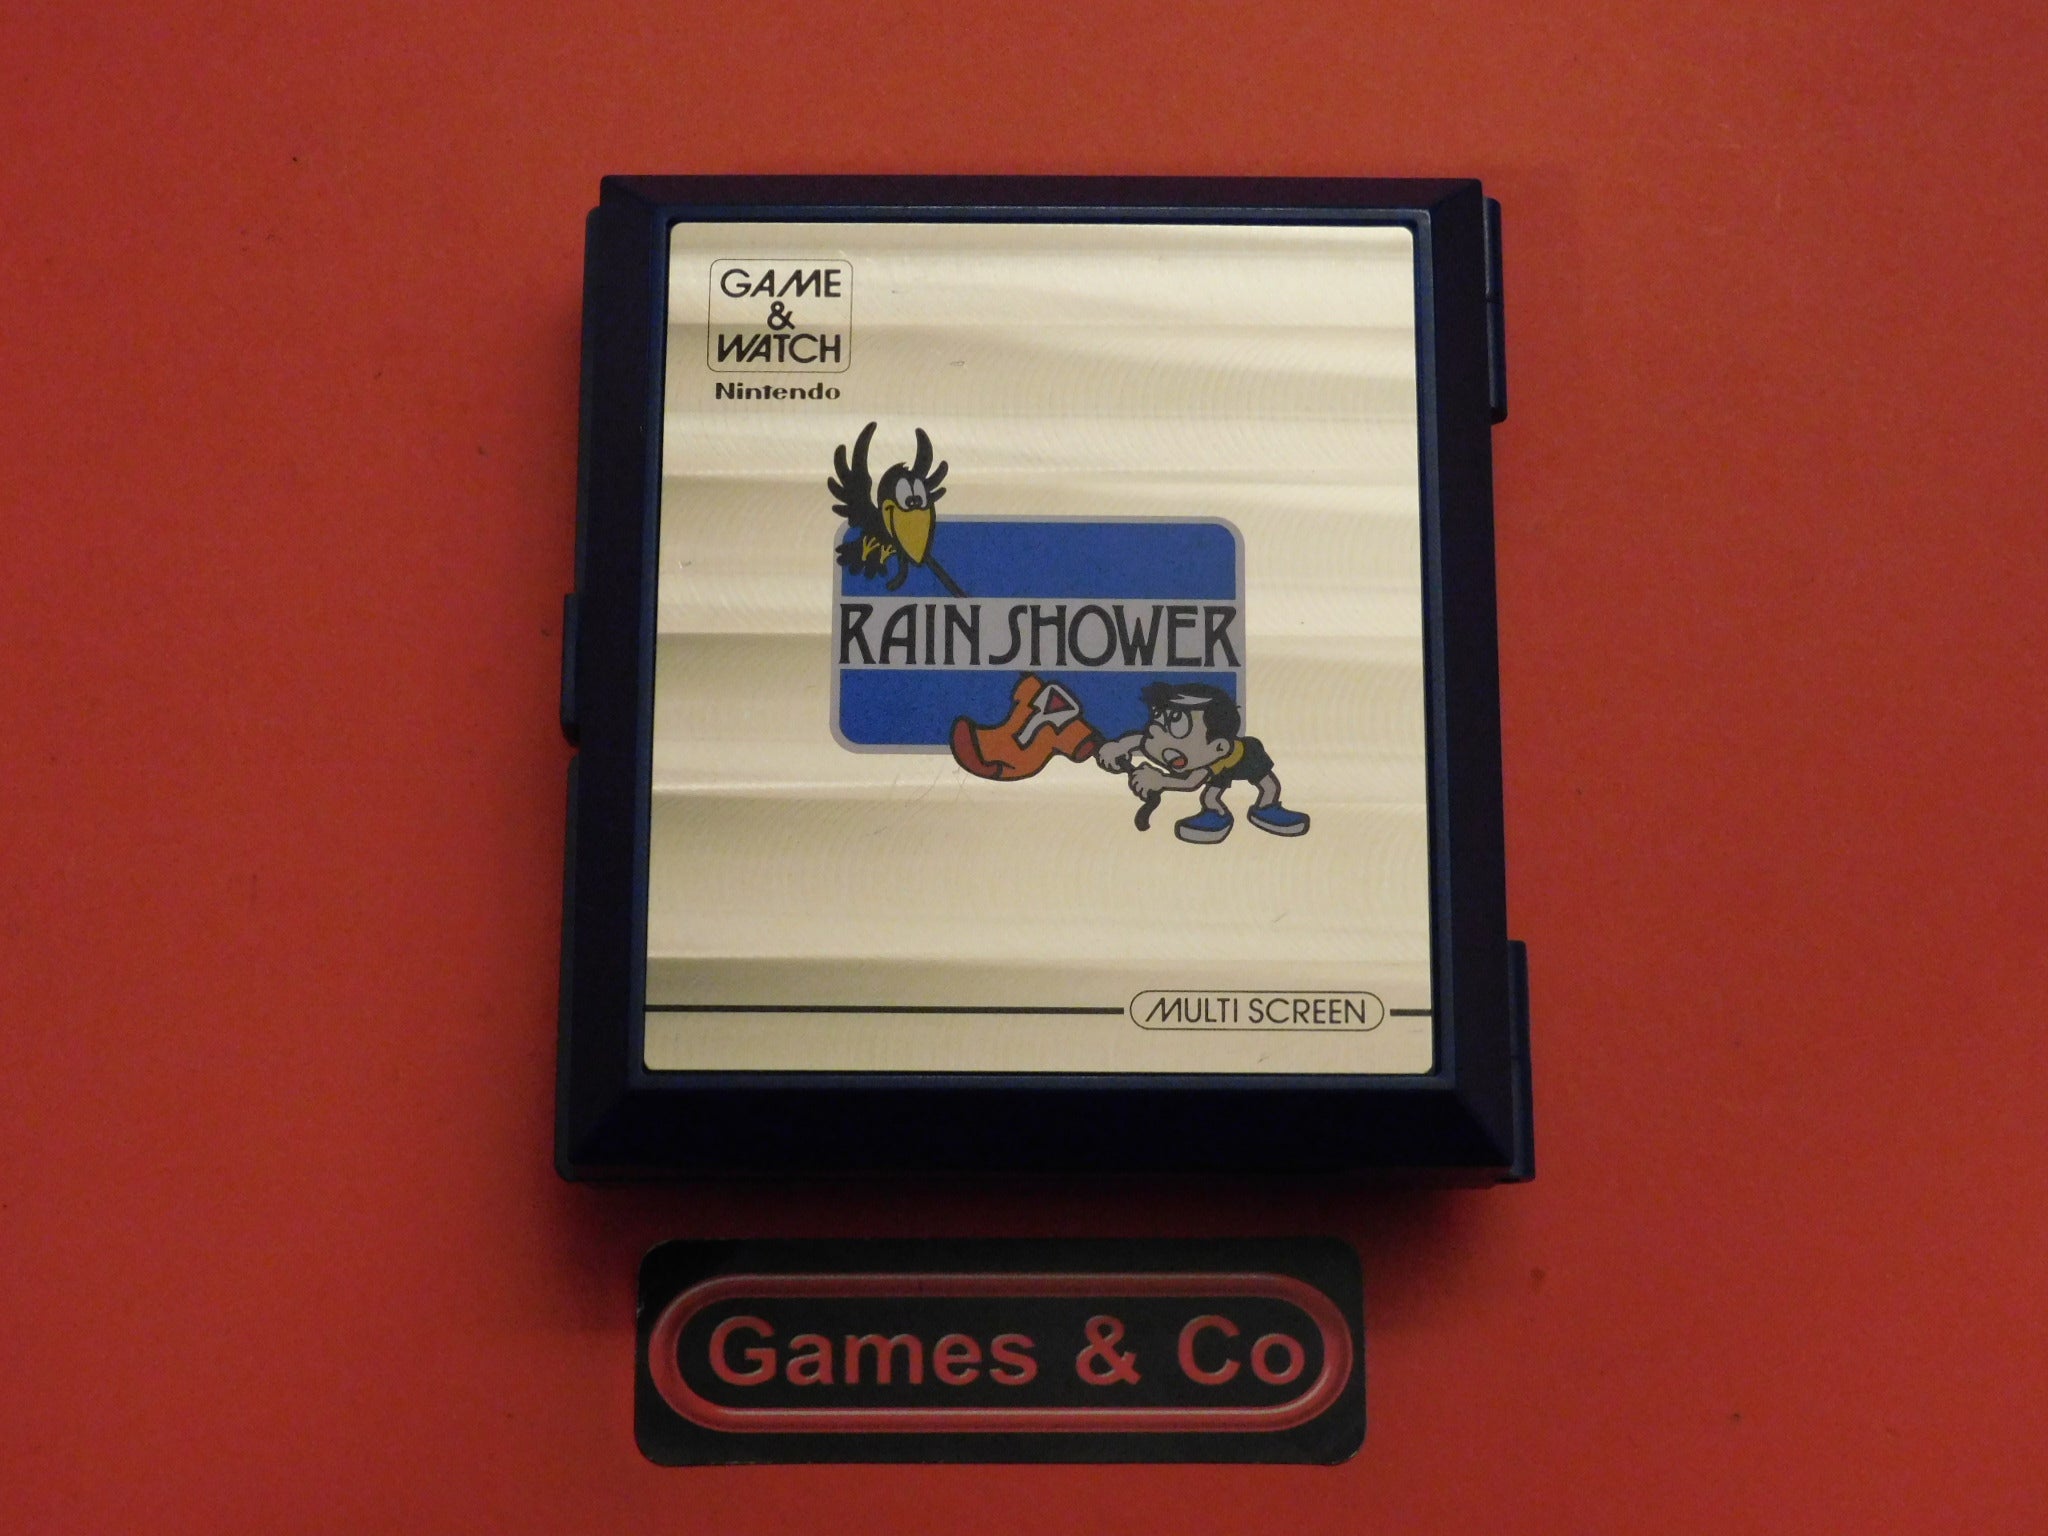 GAME
&
WATCH
Nintendo
RAIN SHOWER
MULTI SCREEN
Games & Co